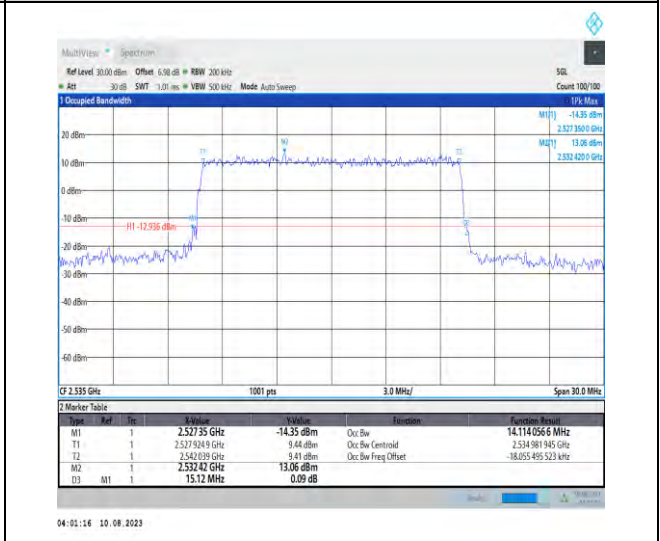 MultiView Spectrum
Ref Level 30.00 dBm Offset 6.98 dB RBW 200 kHz SGL
Att 30 dB SWT 1.01 ms VBW 500 kHz Mode Auto Sweep Count 100/100
1 Occupied Bandwidth 1Pk Max
M1[1] -14.35 dBm
2.527350 0 GHz
20 dBm M2[1] 13.06 dBm
2.532420 0 GHz
M2
T1 T2
10 dBm
0 dBm
-10 dBm
M1
H1 -12.936 dBm
-20 dBm
-30 dBm
-40 dBm
-50 dBm
-60 dBm
CF 2.535 GHz 1001 pts 3.0 MHz/ Span 30.0 MHz
2 Marker Table
Type Ref Trc X-Value Y-Value Function Function Result
M1 1 2.527 35 GHz -14.35 dBm Occ Bw 14.114 056 6 MHz
T1 1 2.527 924 9 GHz 9.44 dBm Occ Bw Centroid 2.534 981 945 GHz
T2 1 2.542 039 GHz 9.41 dBm Occ Bw Freq Offset -18.055 495 523 kHz
M2 1 2.532 42 GHz 13.06 dBm
D3 M1 1 15.12 MHz 0.09 dB
04:01:16 10.08.2023